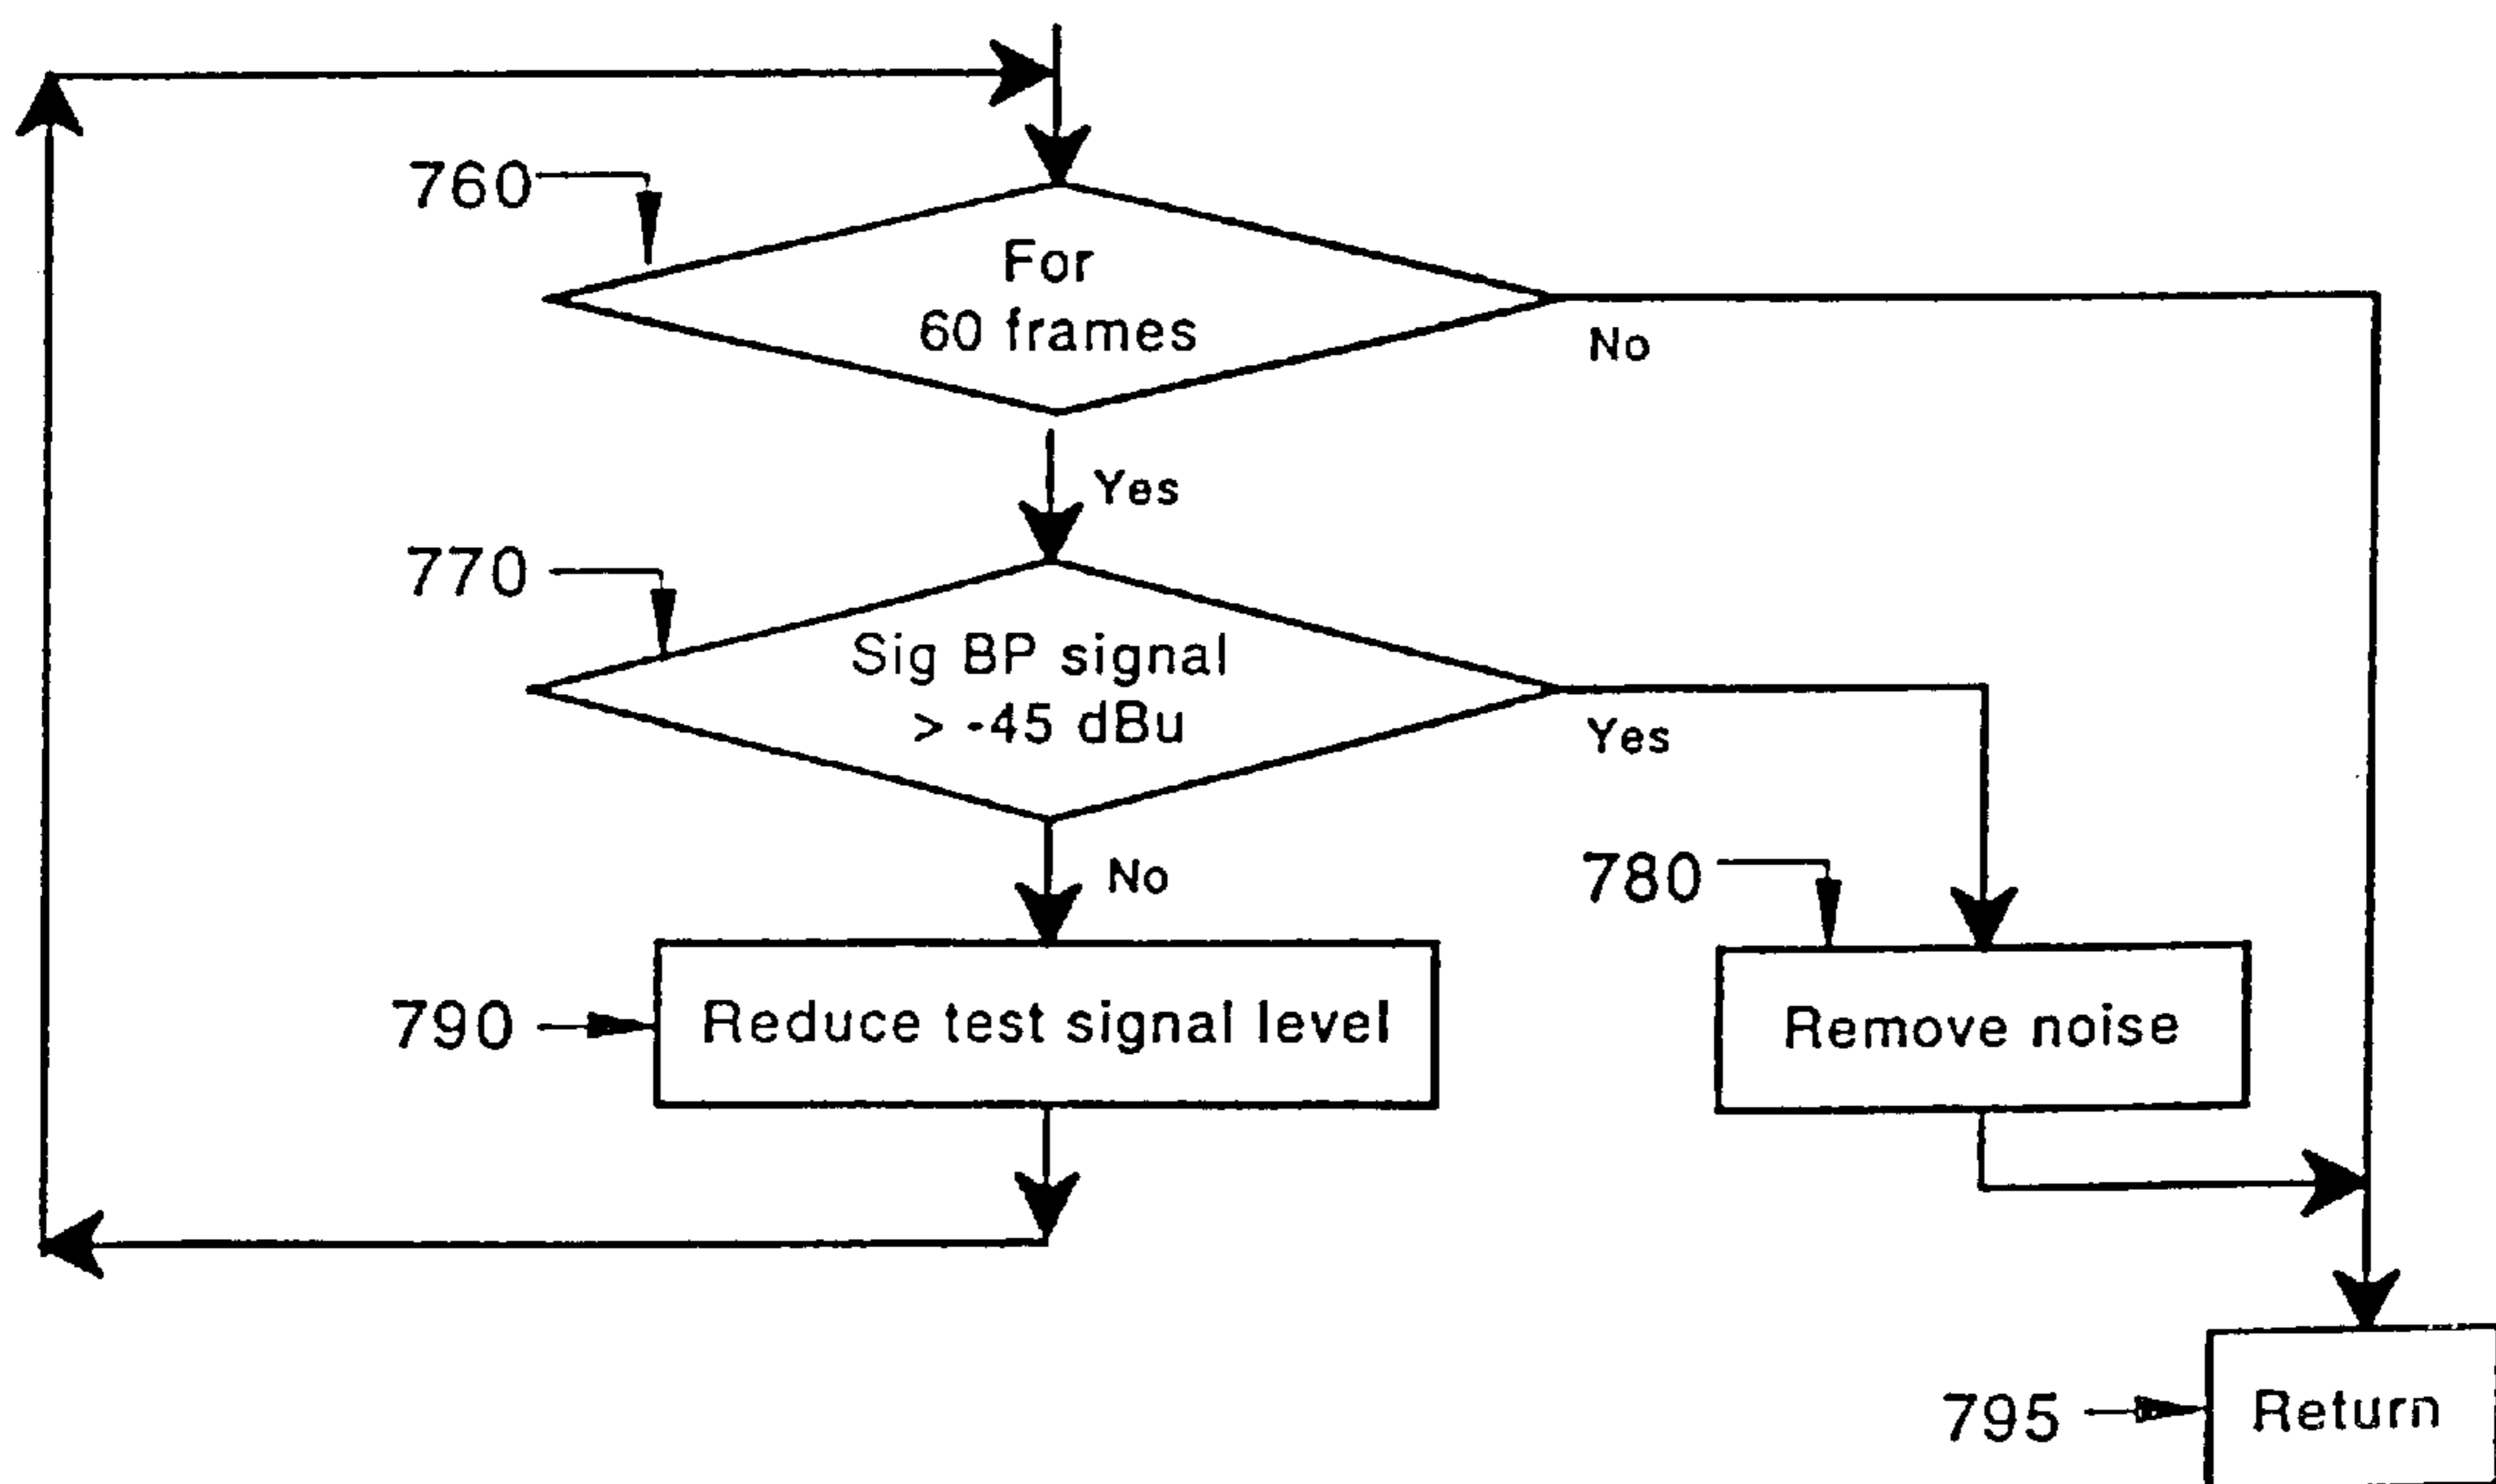 760
For
60 frames
No
Yes
770
Sig BP signal
> -45 dBu
Yes
No
780
790
Reduce test signal level
Remove noise
795
Return